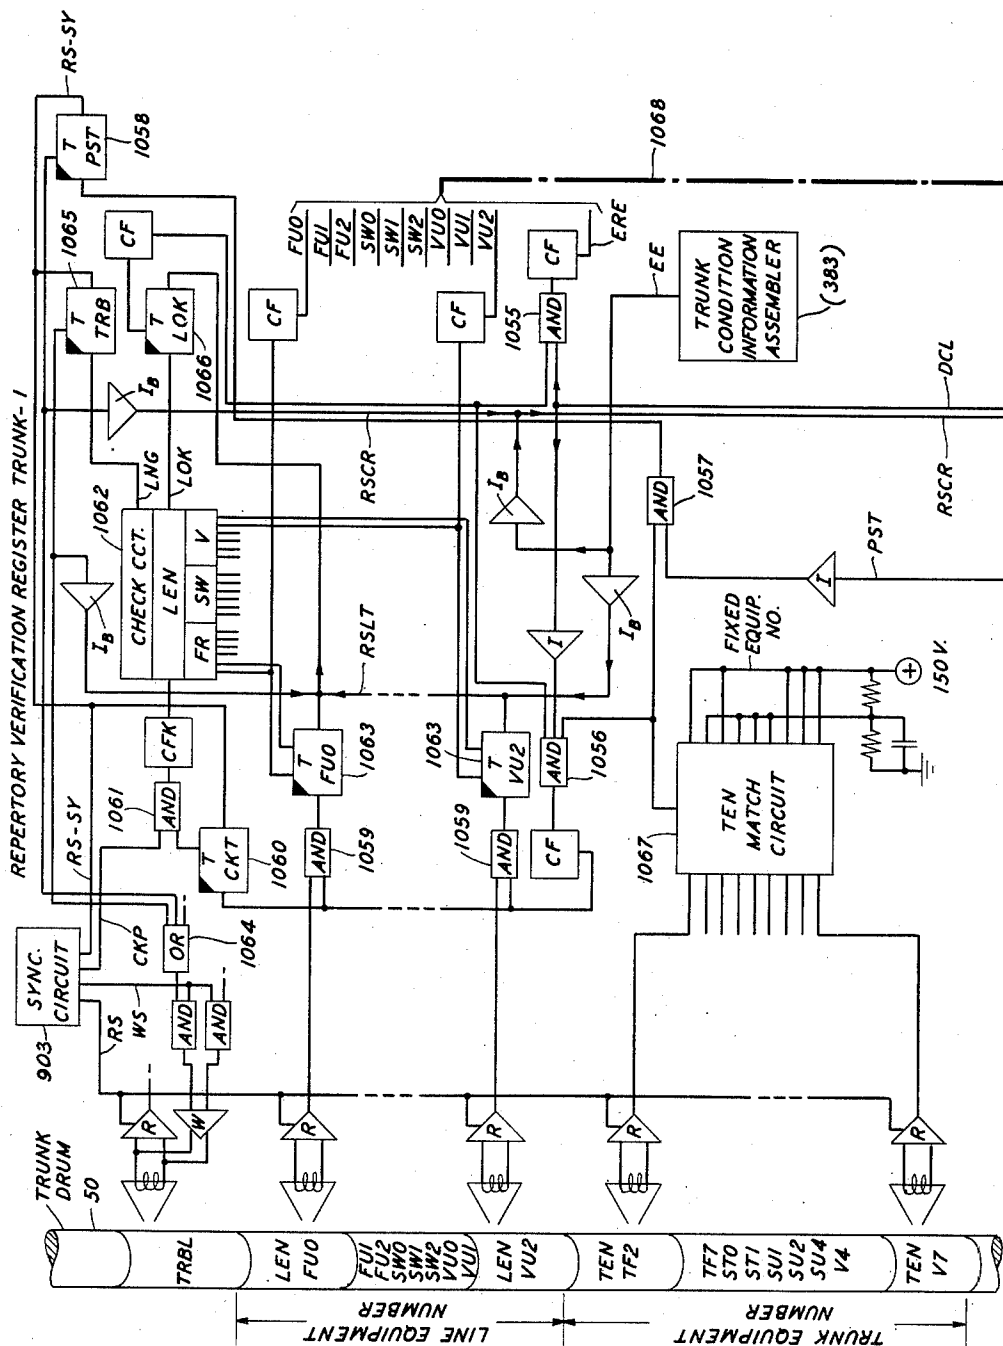 REPERTORY VERIFICATION REGISTER TRUNK-1
TRUNK
DRUM
50
903
SYNC.
CIRCUIT
RS
WS
CKP
RS-SY
RS-SY
TRBL
LEN
FU0
FU1
FU2
SW0
SW1
SW2
VU0
VU1
LEN
VU2
TEN
TF2
TF7
ST0
ST1
SU1
SU2
SU4
V4
TEN
V7
LINE EQUIPMENT
NUMBER
TRUNK EQUIPMENT
NUMBER
R
W
R
R
R
R
AND
AND
OR
1064
AND
1061
CFK
T
CKT
1060
AND
1059
AND
1059
CF
AND
1056
T
FU0
1063
T
VU2
1063
CHECK CCT.
LEN
FR
SW
V
1062
LNG
LOK
IB
IB
IB
IB
T
TRB
1065
T
LOK
1066
CF
T
PST
1058
CF
CF
FU0
FU1
FU2
SW0
SW1
SW2
VU0
VU1
VU2
ERE
CF
AND
1055
1068
RSCR
RSLT
I
EE
TRUNK
CONDITION
INFORMATION
ASSEMBLER
(383)
AND
1057
I
PST
RSCR
DCL
TEN
MATCH
CIRCUIT
1067
FIXED
EQUIP.
NO.
+
150 V.